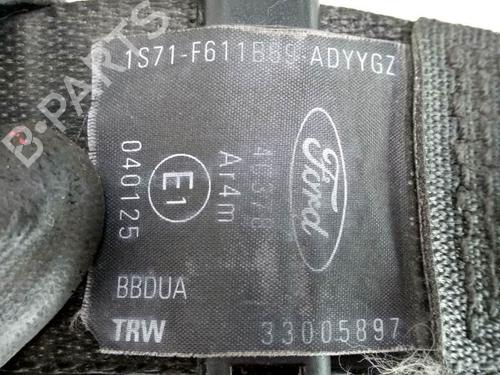 1S71-F611B69-ADYYGZ
040125
E1
Ar4m
Ford
BBDUA
TRW
33005897
B-PARTS